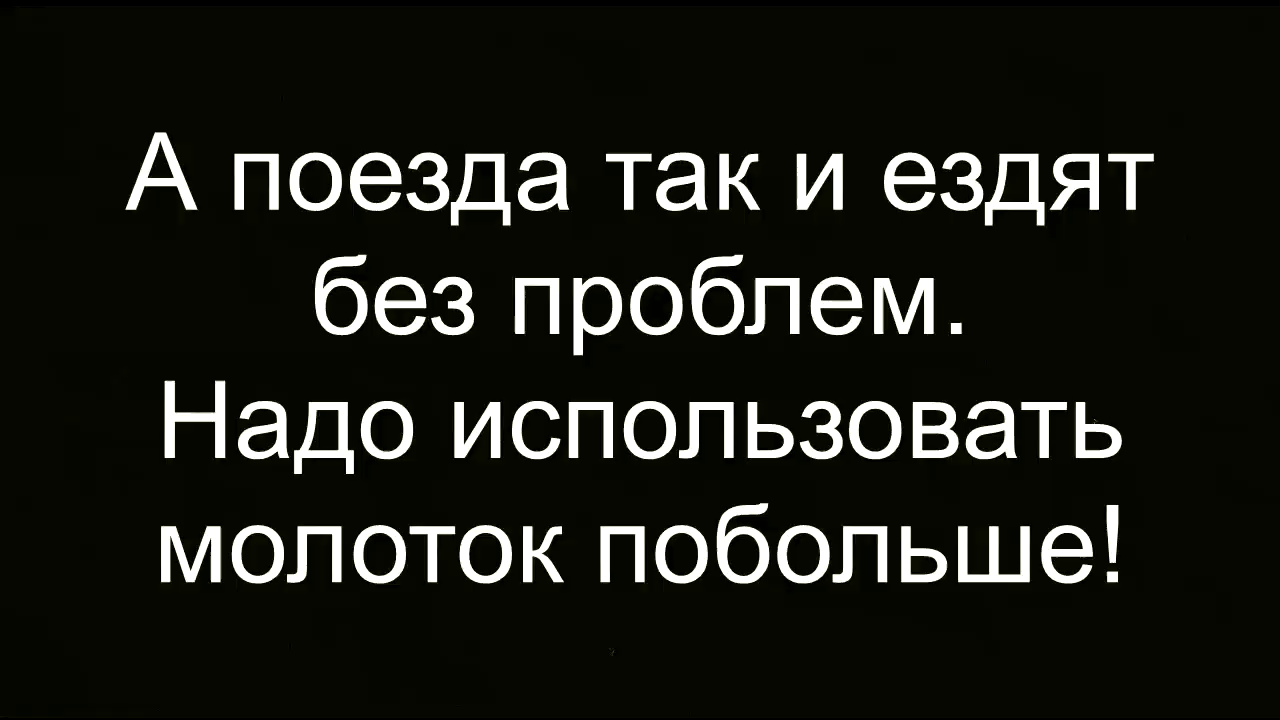 А поезда так и ездят
без проблем.
Надо использовать
молоток побольше!